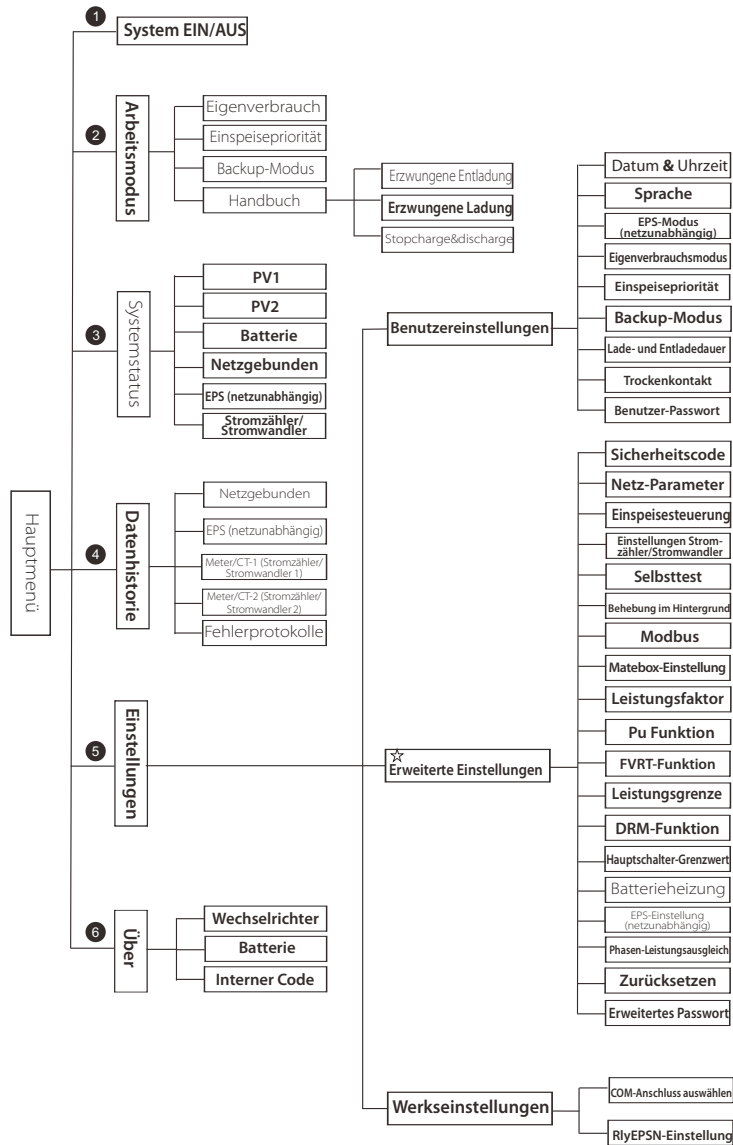 Hauptmenü
1
System EIN/AUS
2
Arbeitsmodus
Eigenverbrauch
Einspeisepriorität
Backup-Modus
Handbuch
Erzwungene Entladung
Erzwungene Ladung
Stopcharge&discharge
3
Systemstatus
PV1
PV2
Batterie
Netzgebunden
EPS (netzunabhängig)
Stromzähler/
Stromwandler
4
Datenhistorie
Netzgebunden
EPS (netzunabhängig)
Meter/CT-1 (Stromzähler/
Stromwandler 1)
Meter/CT-2 (Stromzähler/
Stromwandler 2)
Fehlerprotokolle
5
Einstellungen
Benutzereinstellungen
Datum & Uhrzeit
Sprache
EPS-Modus
(netzunabhängig)
Eigenverbrauchsmodus
Einspeisepriorität
Backup-Modus
Lade- und Entladedauer
Trockenkontakt
Benutzer-Passwort
Erweiterte Einstellungen
Sicherheitscode
Netz-Parameter
Einspeisesteuerung
Einstellungen Strom-
zähler/Stromwandler
Selbsttest
Behebung im Hintergrund
Modbus
Matebox-Einstellung
Leistungsfaktor
Pu Funktion
FVRT-Funktion
Leistungsgrenze
DRM-Funktion
Hauptschalter-Grenzwert
Batterieheizung
EPS-Einstellung
(netzunabhängig)
Phasen-Leistungsausgleich
Zurücksetzen
Erweitertes Passwort
Werkseinstellungen
COM-Anschluss auswählen
RlyEPSN-Einstellung
6
Über
Wechselrichter
Batterie
Interner Code